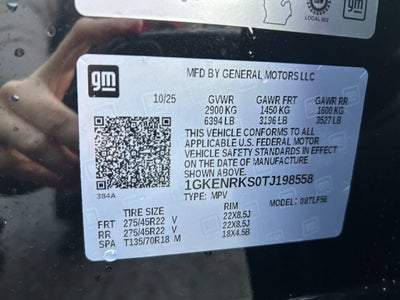 LOCAL 602
gm
gm
MFD BY GENERAL MOTORS LLC
10/25 GVWR GAWR FRT GAWR RR
2900 KG 1450 KG 1600 KG
6394 LB 3196 LB 3527 LB
THIS VEHICLE CONFORMS TO ALL
APPLICABLE U.S. FEDERAL MOTOR
VEHICLE SAFETY STANDARDS IN EFFECT
ON THE DATE OF MANUFACTURE
SHOWN ABOVE.
1GKENRKS0TJ198558
384A
TYPE: MPV MODEL: 08TLF56
TIRE SIZE RIM
FRT 275/45R22 V 22X8.5J
RR 275/45R22 V 22X8.5J
SPA T135/70R18 M 18X4.5B